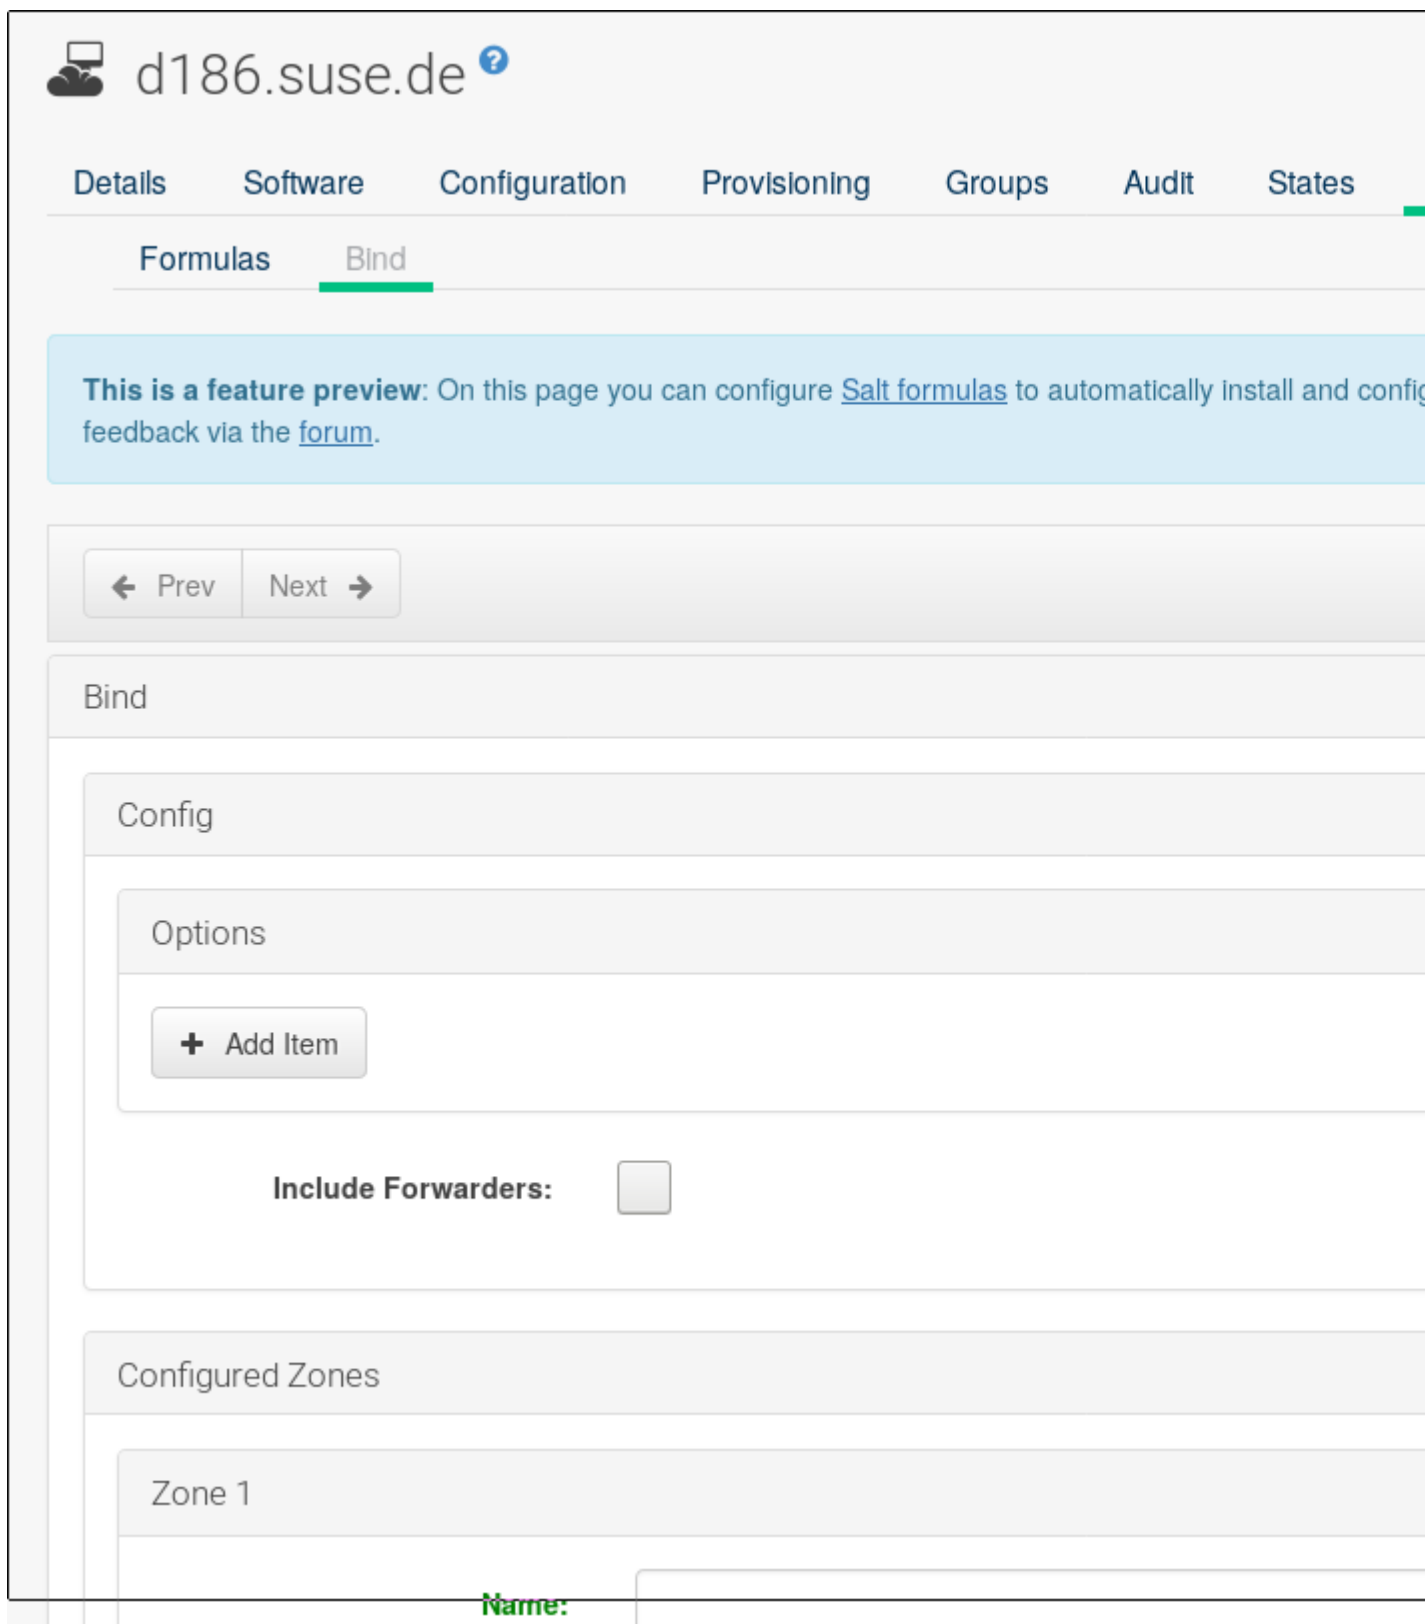 d186.suse.de ?
Details Software Configuration Provisioning Groups Audit States
Formulas Bind
This is a feature preview: On this page you can configure Salt formulas to automatically install and
feedback via the forum.
Prev Next
Bind
Config
Options
+ Add Item
Include Forwarders:
Configured Zones
Zone 1
Name: